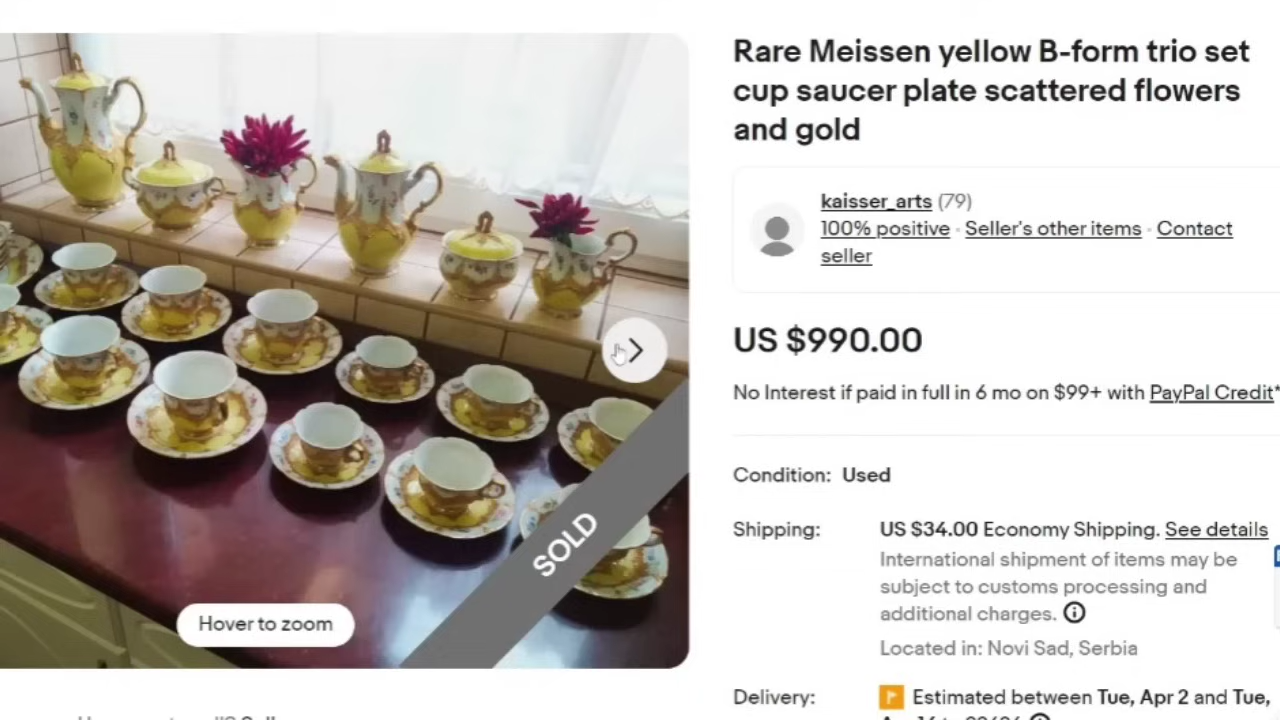 Rare Meissen yellow B-form trio set
cup saucer plate scattered flowers
and gold
kaisser_arts (79)
100% positive · Seller's other items · Contact
seller
US $990.00
No Interest if paid in full in 6 mo on $99+ with PayPal Credit*
Condition: Used
Shipping: US $34.00 Economy Shipping. See details
International shipment of items may be
subject to customs processing and
additional charges.
Located in: Novi Sad, Serbia
Delivery: Estimated between Tue, Apr 2 and Tue,
SOLD
Hover to zoom